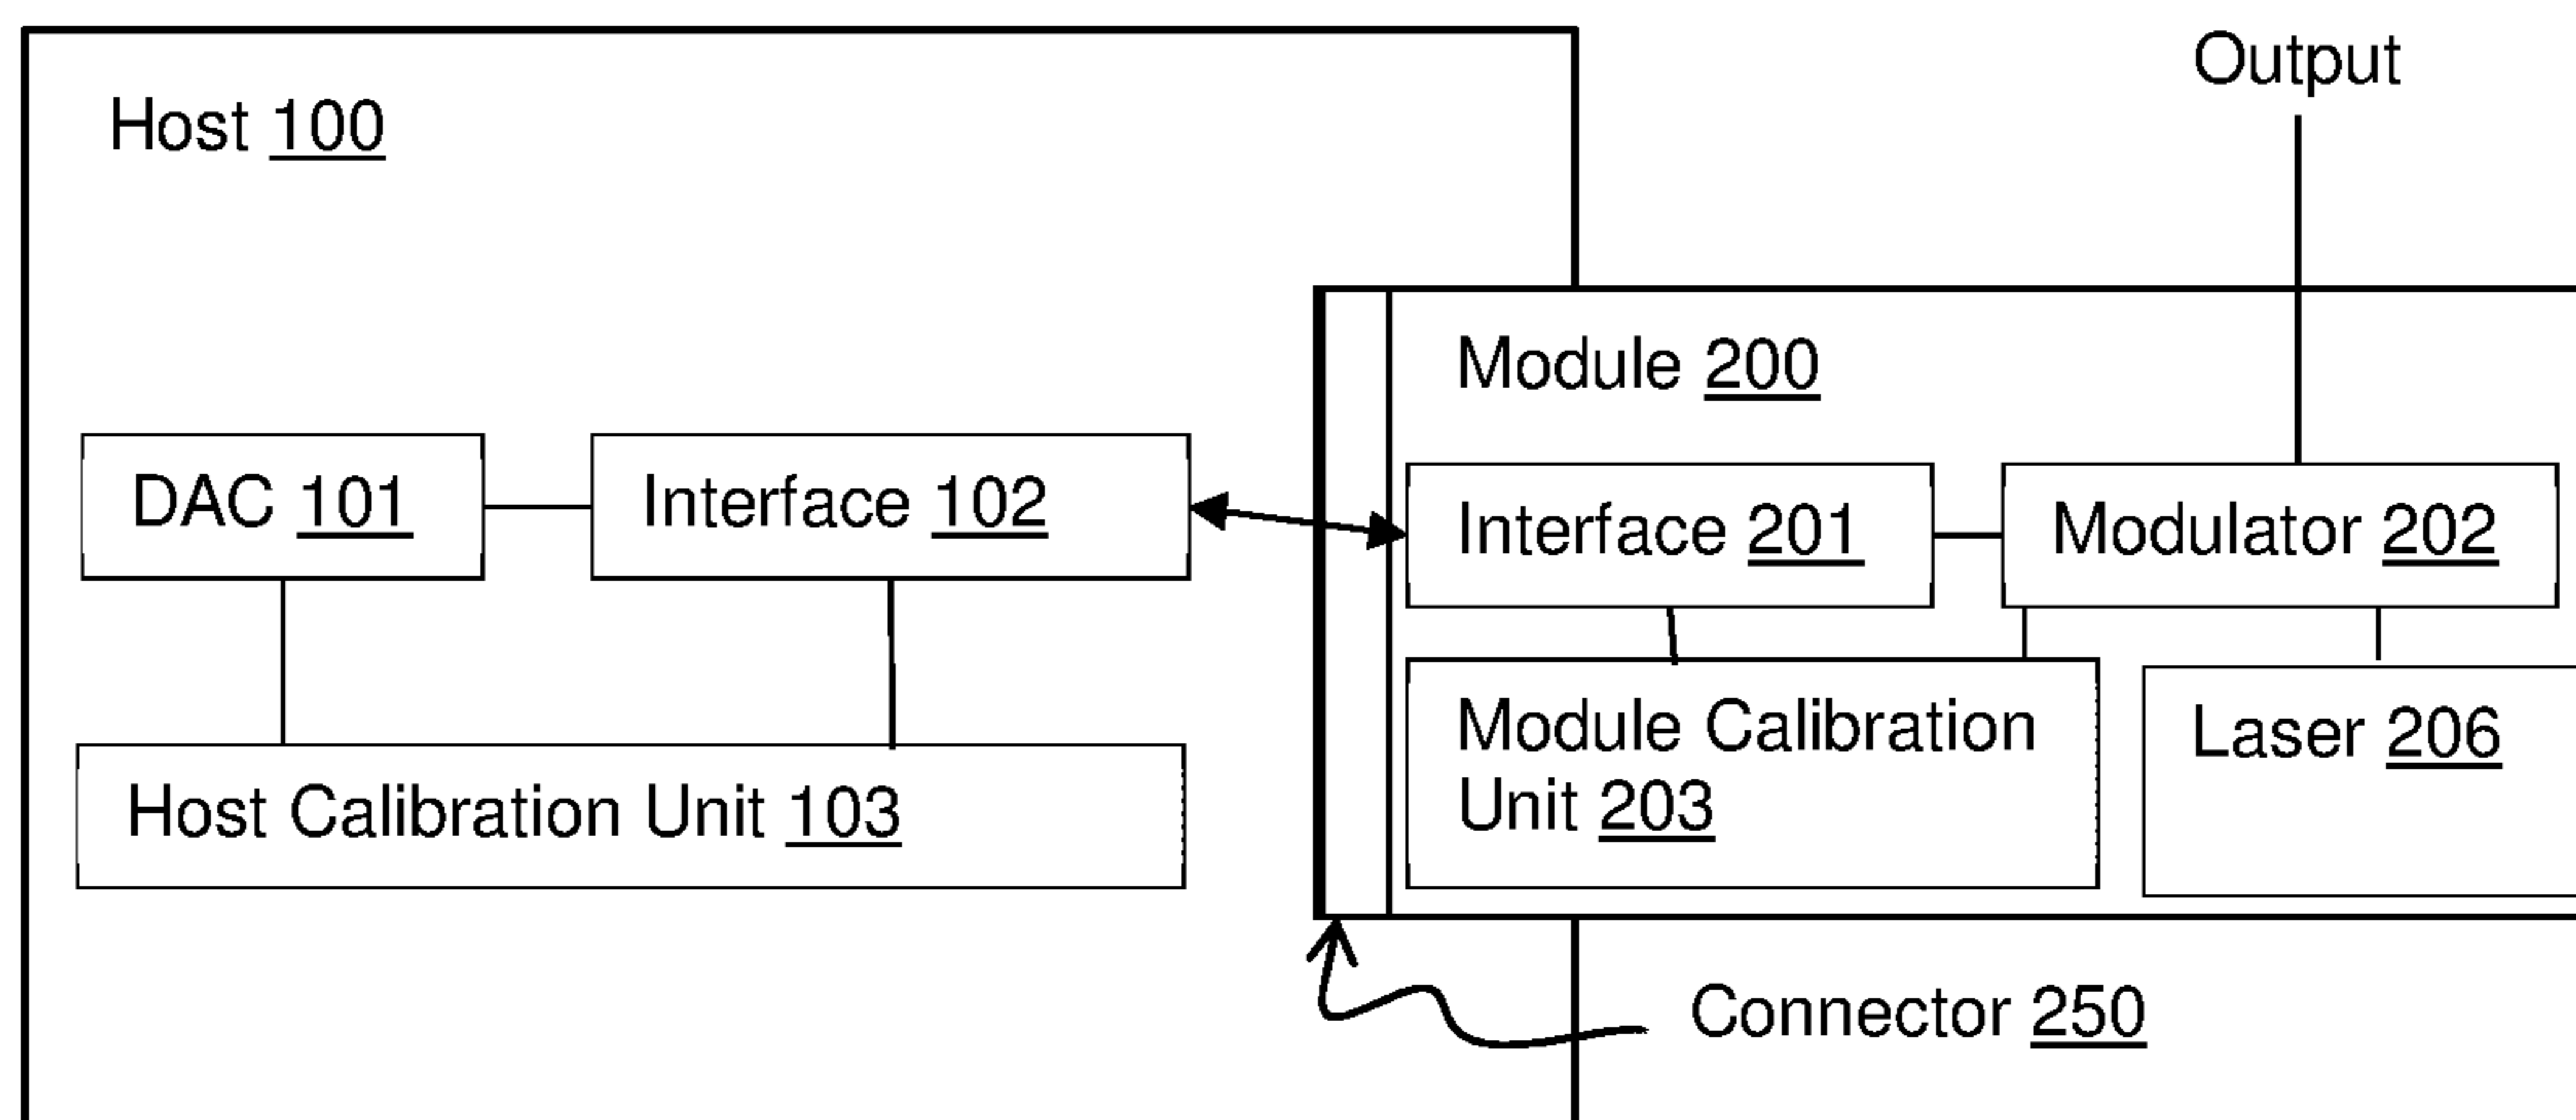 Output
Host 100
Module 200
DAC 101
Interface 102
Interface 201
Modulator 202
Host Calibration Unit 103
Module Calibration
Unit 203
Laser 206
Connector 250